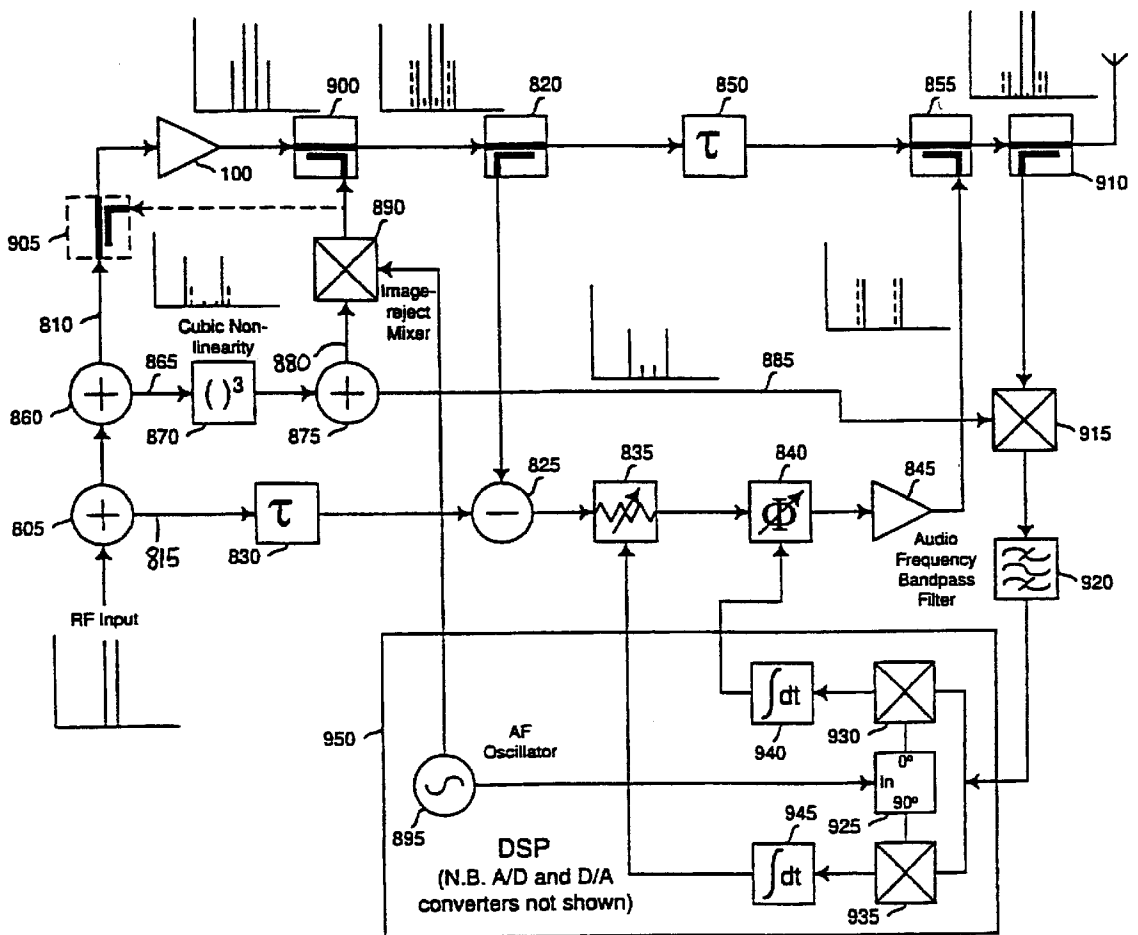 900
820
850
855
τ
100
910
890
905
Image-
reject
Mixer
810
Cubic Non-
linearity
880
865
885
860
( )³
870
875
915
825
835
840
845
805
τ
815
830
Φ
Audio
Frequency
Bandpass
Filter
920
RF Input
∫dt
950
AF
Oscillator
940
930
0°
In
90°
925
895
945
DSP
(N.B. A/D and D/A
converters not shown)
∫dt
935